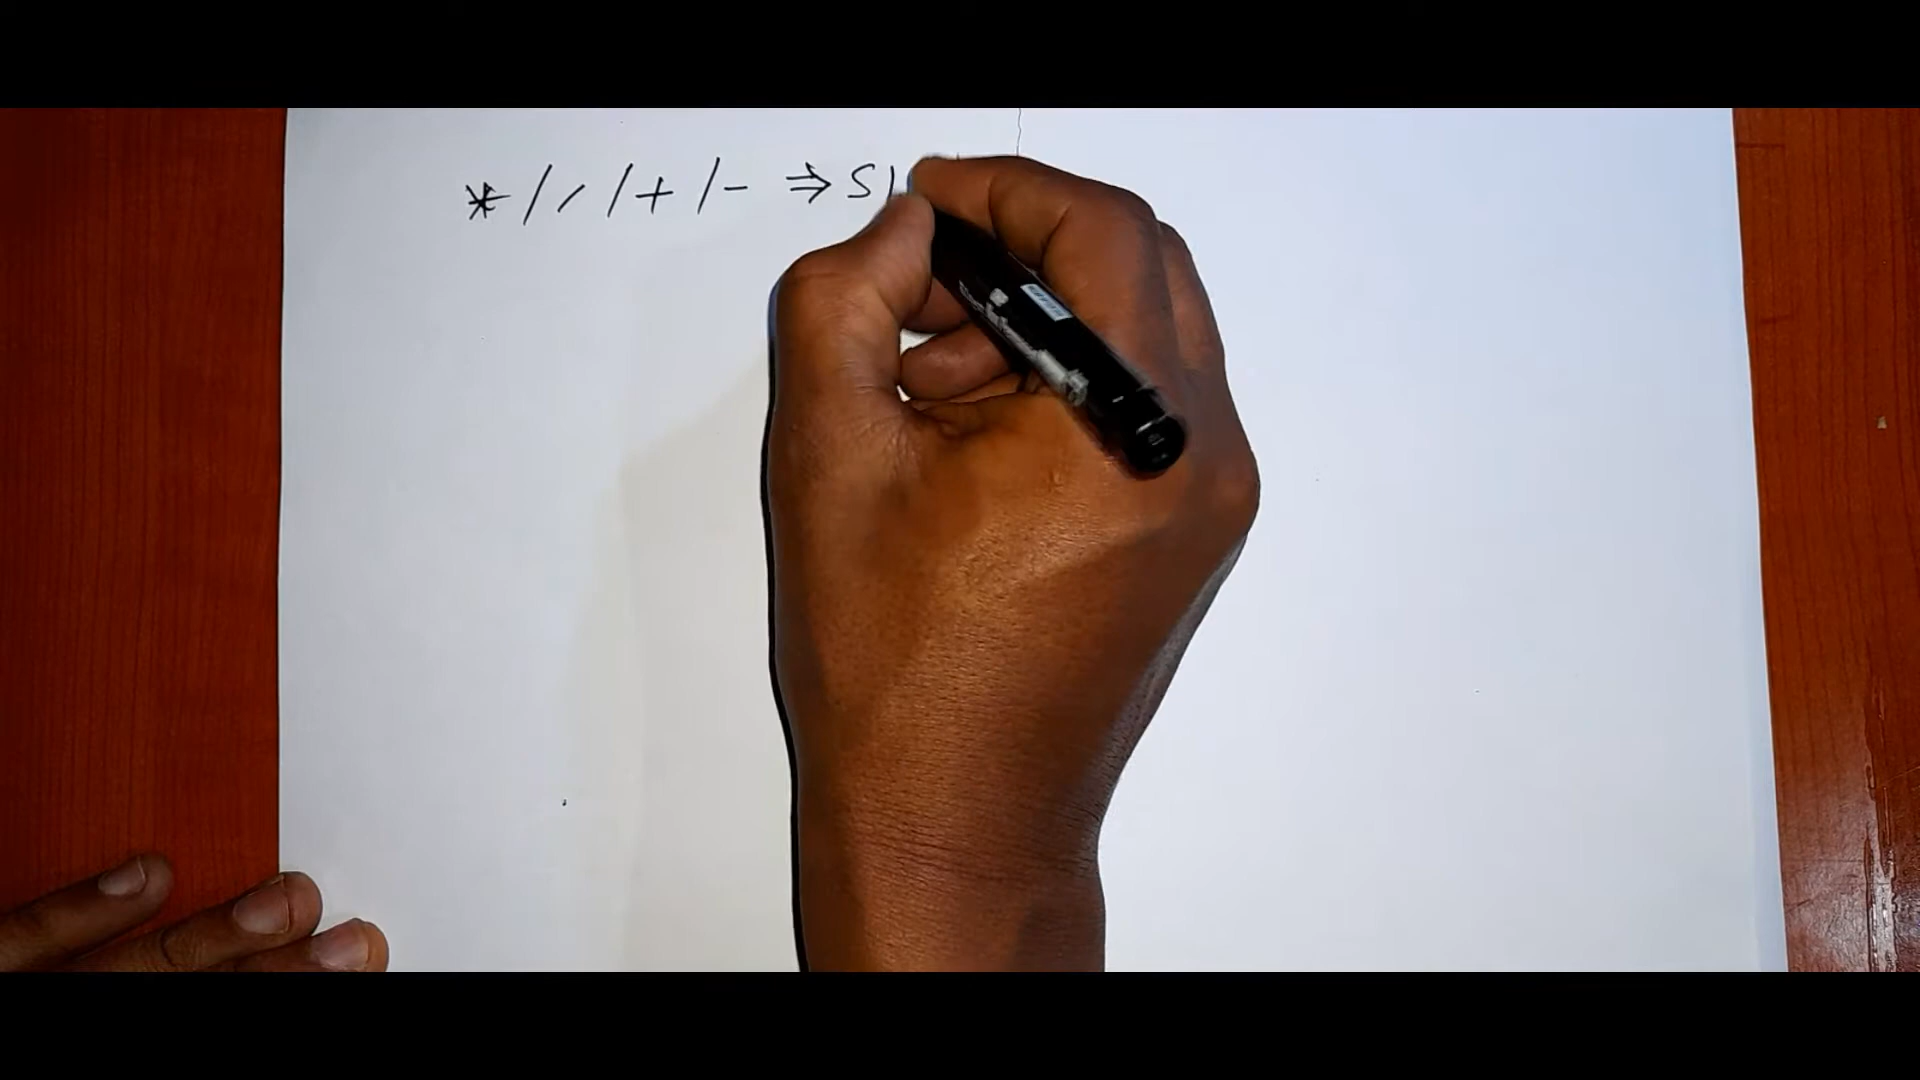 * / / / + / - ⇒ S